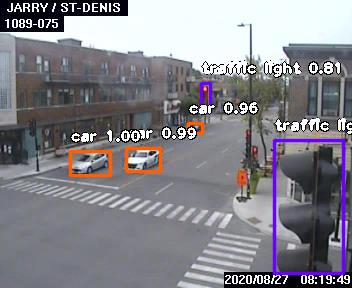 JARRY / ST-DENIS
1089-075
traffic light 0.81
car 0.96
car 1.00
ar 0.99
traffic lig
2020/08/27 08:19:49